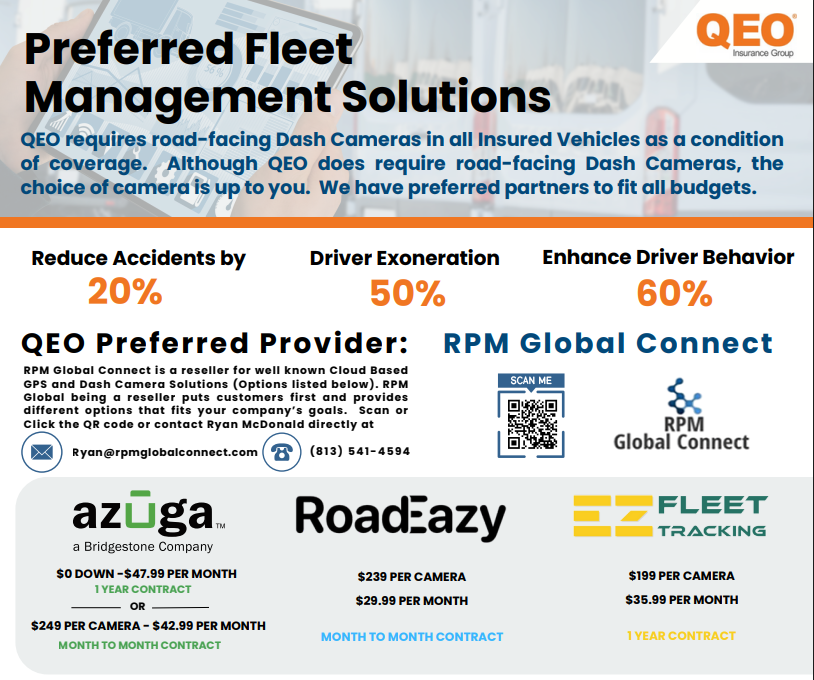 Preferred Fleet
Management Solutions
QEO
Insurance Group
QEO requires road-facing Dash Cameras in all Insured Vehicles as a condition
of coverage. Although QEO does require road-facing Dash Cameras, the
choice of camera is up to you. We have preferred partners to fit all budgets.
Reduce Accidents by
20%
Driver Exoneration
50%
Enhance Driver Behavior
60%
QEO Preferred Provider:
RPM Global Connect
RPM Global Connect is a reseller for well known Cloud Based
GPS and Dash Camera Solutions (Options listed below). RPM
Global being a reseller puts customers first and provides
different options that fits your company's goals. Scan or
Click the QR code or contact Ryan McDonald directly at
Ryan@rpmglobalconnect.com
(813) 541-4594
SCAN ME
RPM
Global Connect
azuga™
a Bridgestone Company
$0 DOWN -$47.99 PER MONTH
1 YEAR CONTRACT
OR
$249 PER CAMERA - $42.99 PER MONTH
MONTH TO MONTH CONTRACT
RoadEazy
$239 PER CAMERA
$29.99 PER MONTH
MONTH TO MONTH CONTRACT
EZ FLEET
TRACKING
$199 PER CAMERA
$35.99 PER MONTH
1 YEAR CONTRACT